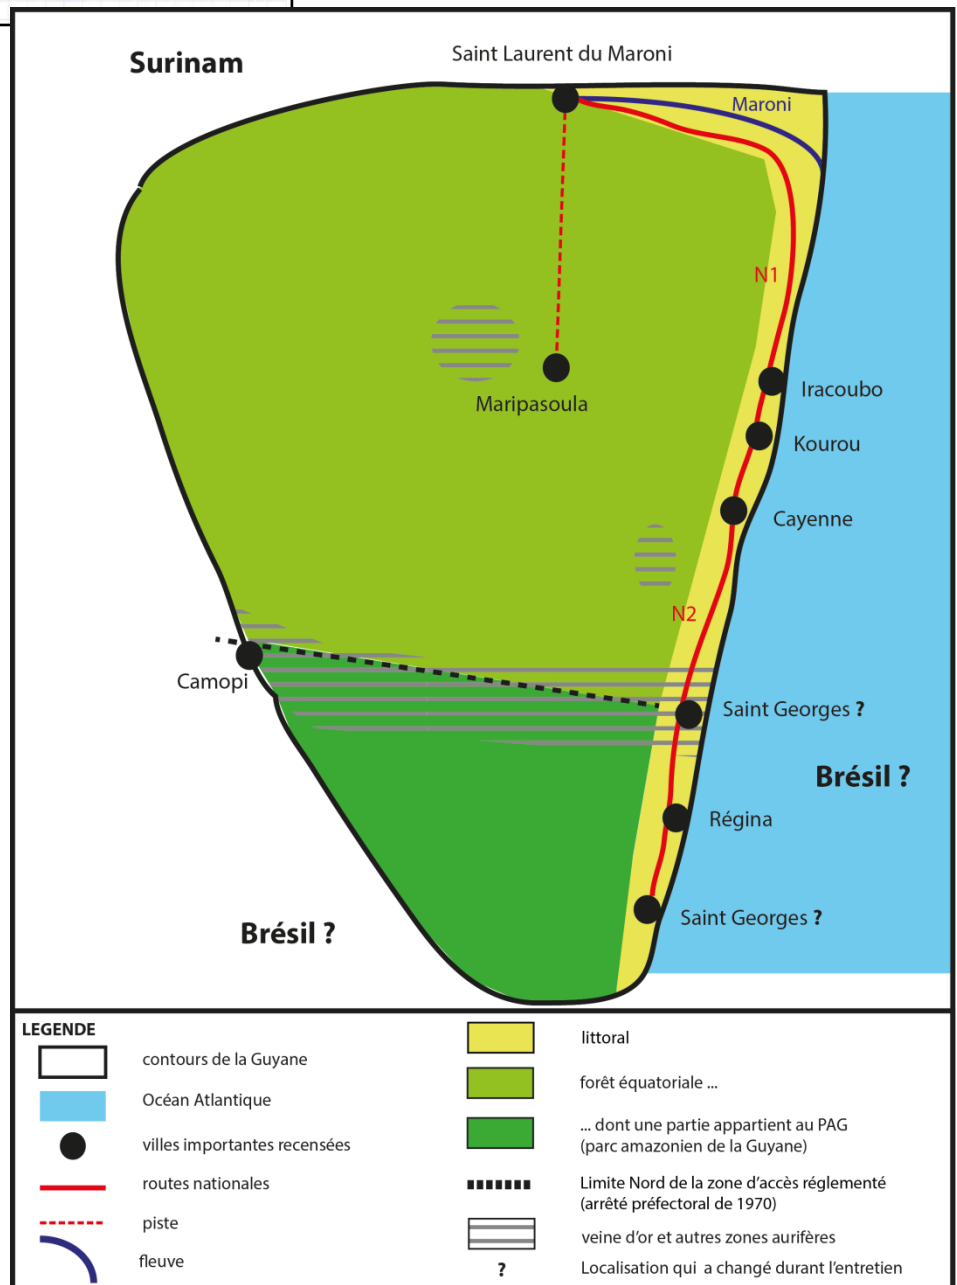 Surinam
Saint Laurent du Maroni
Maroni
N1
Iracoubo
Maripasoula
Kourou
Cayenne
N2
Camopi
Saint Georges ?
Brésil ?
Régina
Saint Georges ?
Brésil ?
LEGENDE
contours de la Guyane
Océan Atlantique
villes importantes recensées
routes nationales
piste
fleuve
littoral
forêt équatoriale ...
... dont une partie appartient au PAG
(parc amazonien de la Guyane)
Limite Nord de la zone d'accès réglementé
(arrêté préfectoral de 1970)
veine d'or et autres zones aurifères
? Localisation qui a changé durant l'entretien